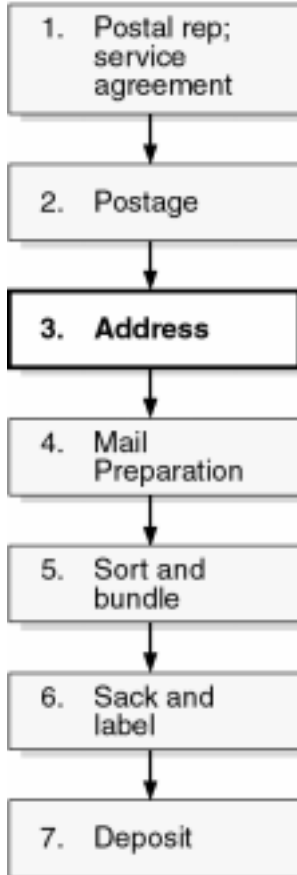 1. Postal rep;
service
agreement
2. Postage
3. Address
4. Mail
Preparation
5. Sort and
bundle
6. Sack and
label
7. Deposit